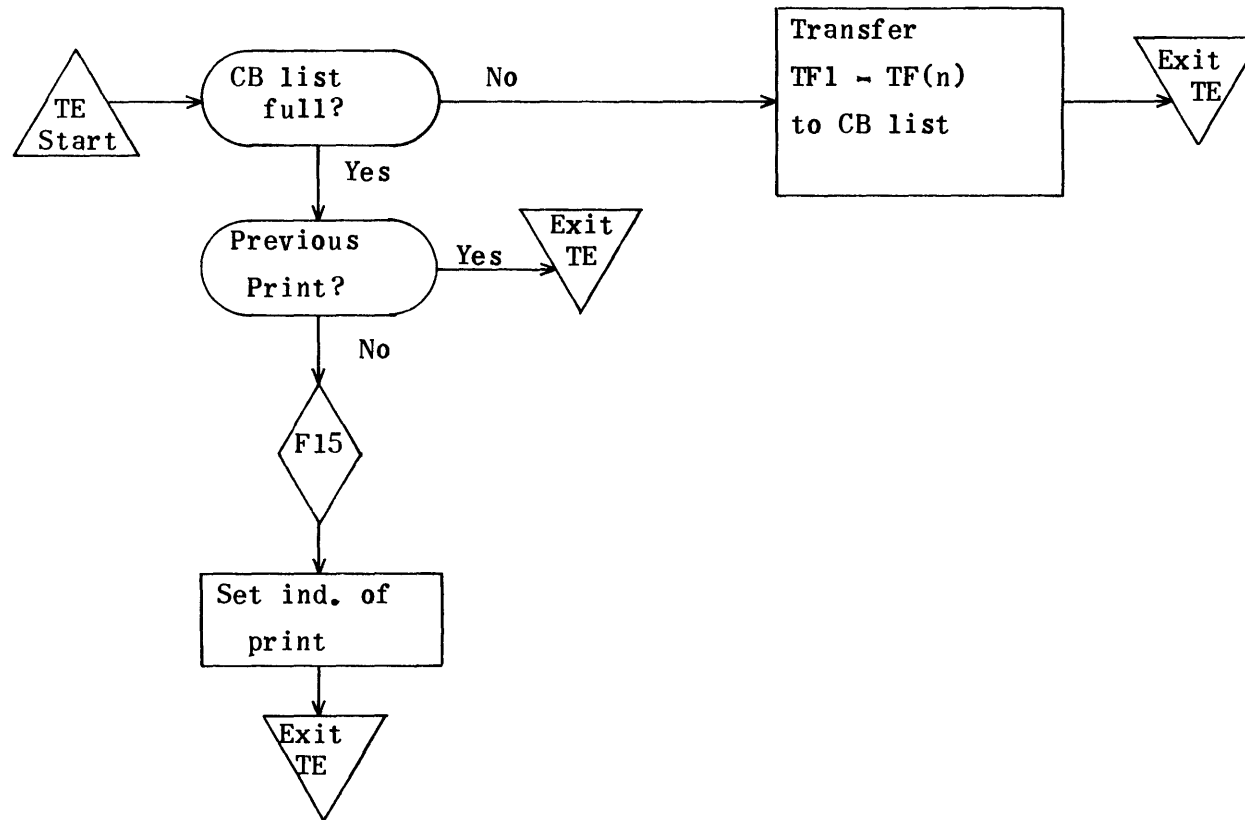 TE
Start
CB list
full?
No
Transfer
TF1 - TF(n)
to CB list
Exit
TE
Yes
Previous
Print?
Yes
Exit
TE
No
F15
Set ind. of
print
Exit
TE